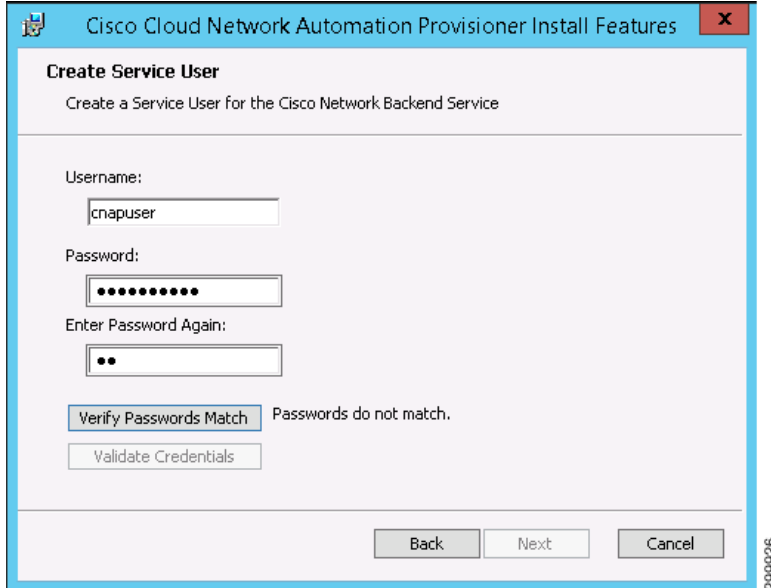 Cisco Cloud Network Automation Provisioner Install Features
x
Create Service User
Create a Service User for the Cisco Network Backend Service
Username:
cnapuser
Password:
●●●●●●●●●●
Enter Password Again:
●●
Verify Passwords Match Passwords do not match.
Validate Credentials
Back Next Cancel